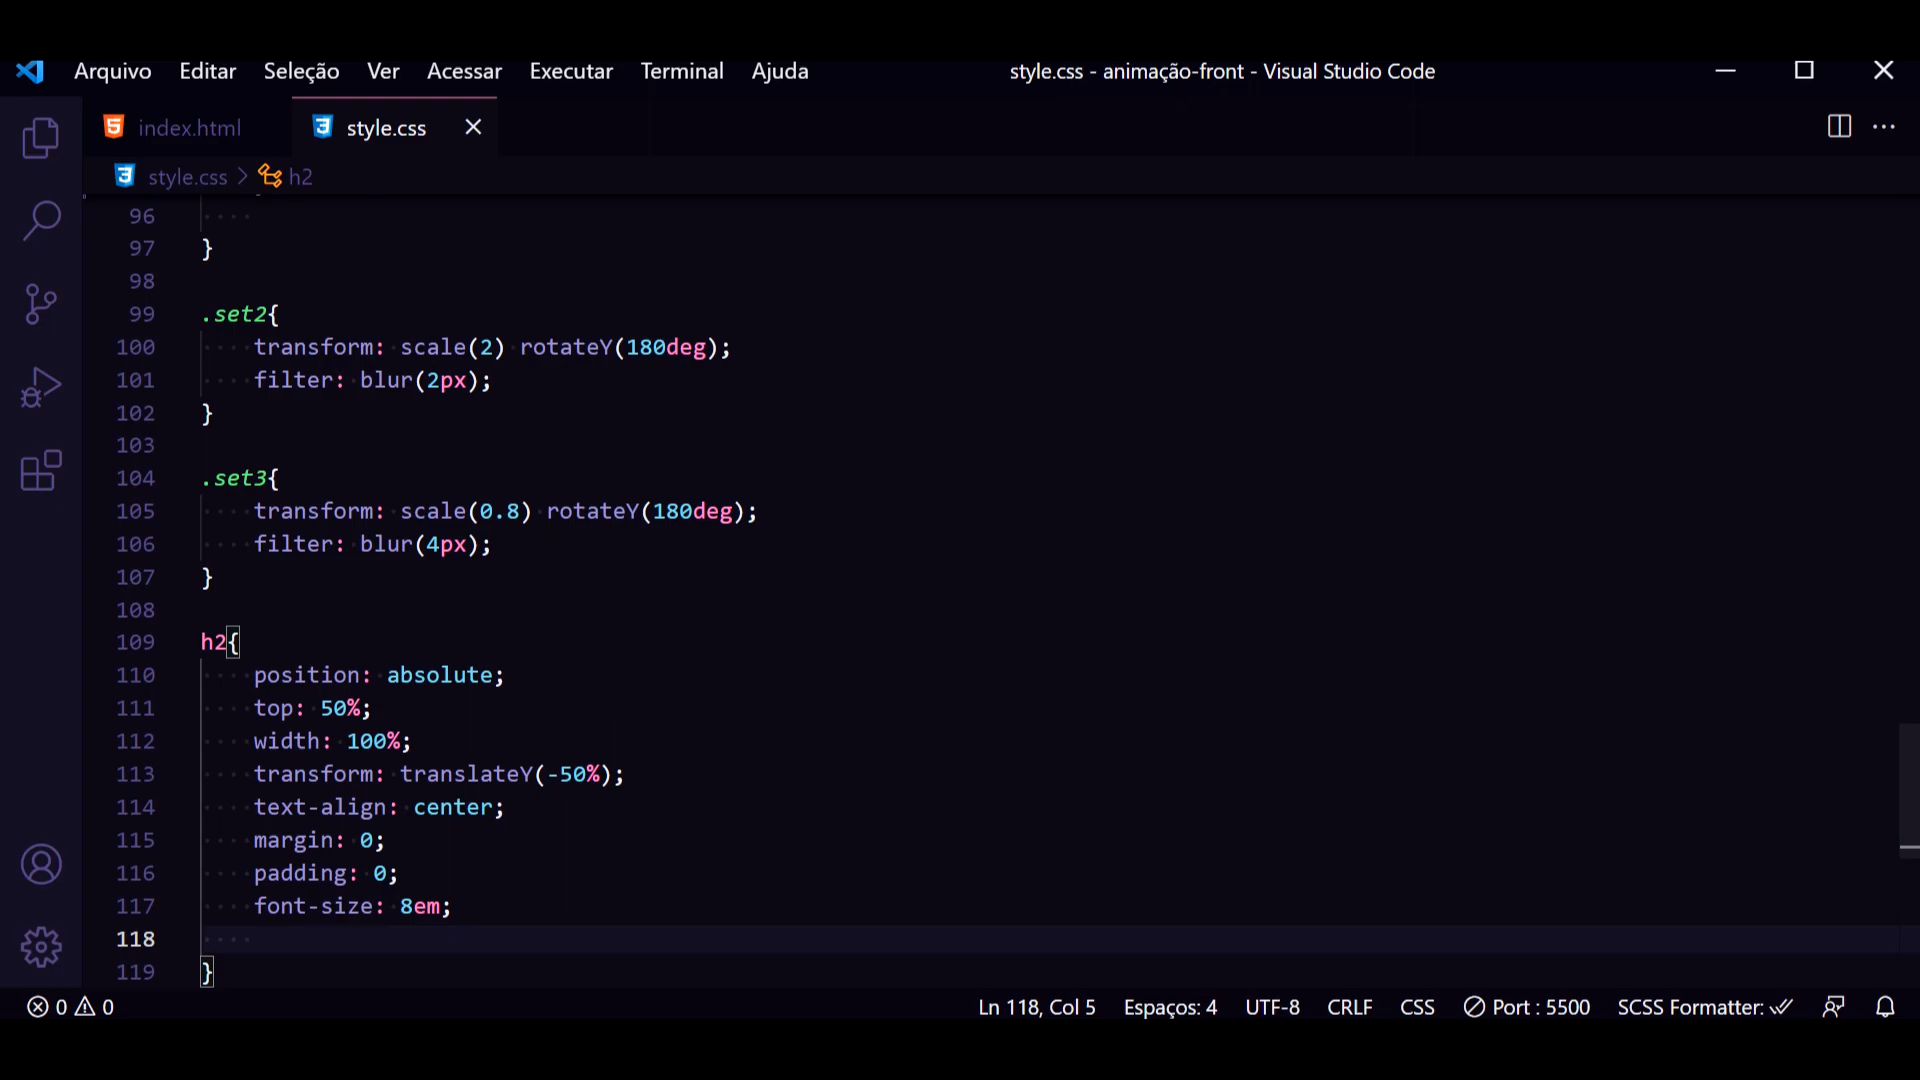 Arquivo Editar Seleção Ver Acessar Executar Terminal Ajuda style.css - animação-front - Visual Studio Code
index.html style.css
style.css > h2
96
97 }
98
99 .set2{
100 transform: scale(2) rotateY(180deg);
101 filter: blur(2px);
102 }
103
104 .set3{
105 transform: scale(0.8) rotateY(180deg);
106 filter: blur(4px);
107 }
108
109 h2{
110 position: absolute;
111 top: 50%;
112 width: 100%;
113 transform: translateY(-50%);
114 text-align: center;
115 margin: 0;
116 padding: 0;
117 font-size: 8em;
118
119 }
0 0 Ln 118, Col 5 Espaços: 4 UTF-8 CRLF CSS Port : 5500 SCSS Formatter: